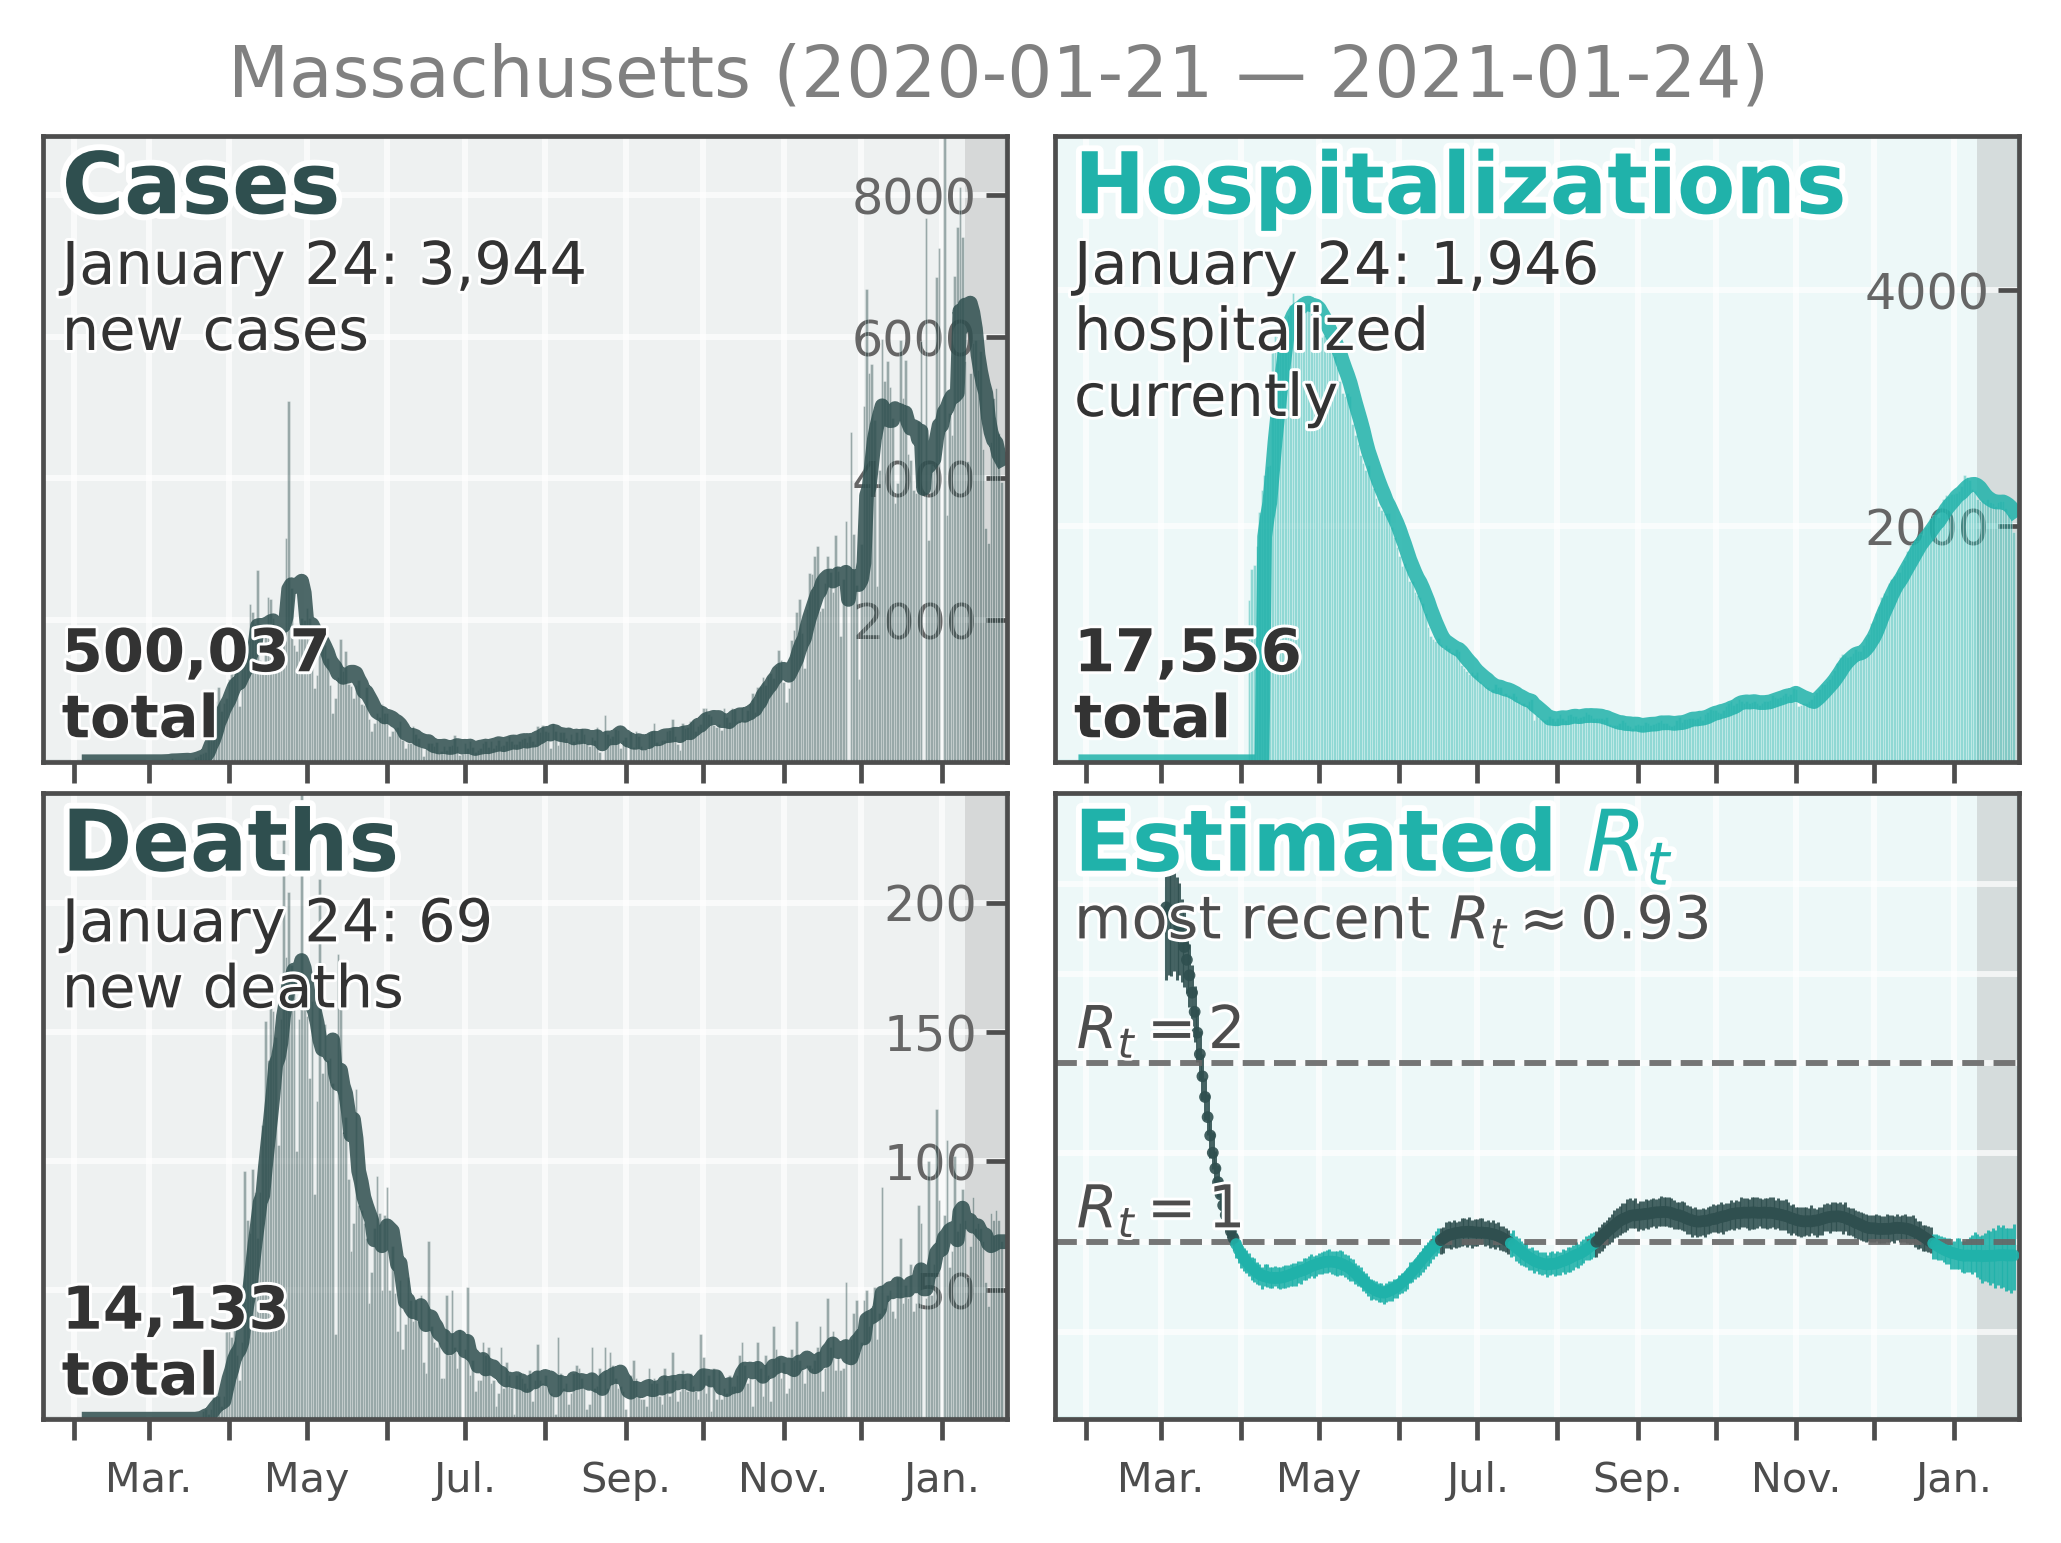 Massachusetts (2020-01-21 — 2021-01-24)
Cases
January 24: 3,944
new cases
8000
6000
4000
2000
500,037
total
Hospitalizations
January 24: 1,946
hospitalized
currently
4000
2000
17,556
total
Deaths
January 24: 69
new deaths
200
150
100
50
14,133
total
Mar. May Jul. Sep. Nov. Jan.
Estimated Rₜ
most recent Rₜ ≈ 0.93
Rₜ = 2
Rₜ = 1
Mar. May Jul. Sep. Nov. Jan.